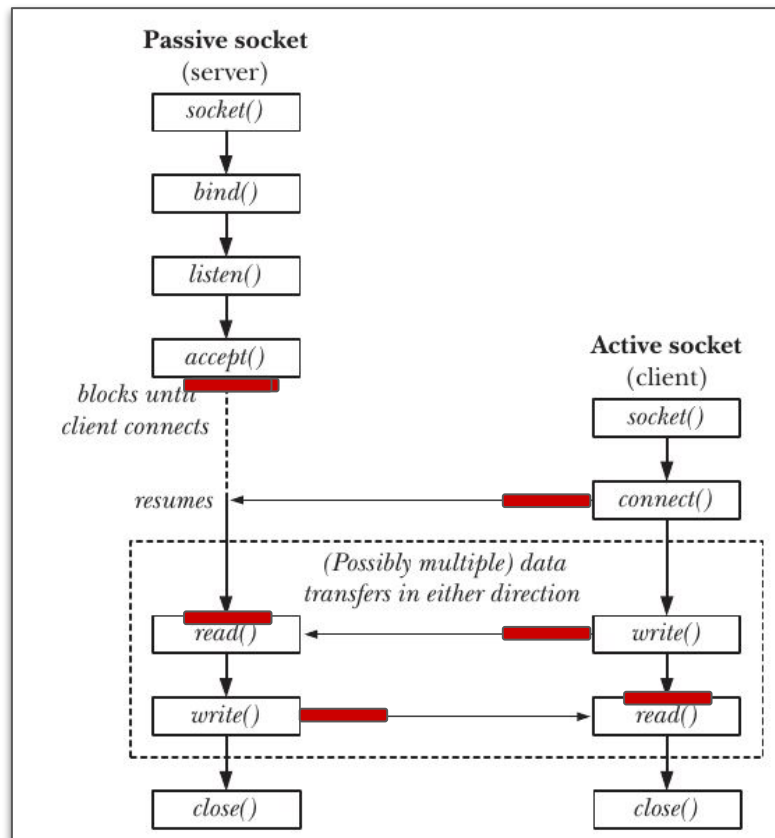 Passive socket
(server)
socket()
bind()
listen()
accept()
blocks until
client connects
resumes
Active socket
(client)
socket()
connect()
(Possibly multiple) data
transfers in either direction
read()
write()
write()
read()
close()
close()